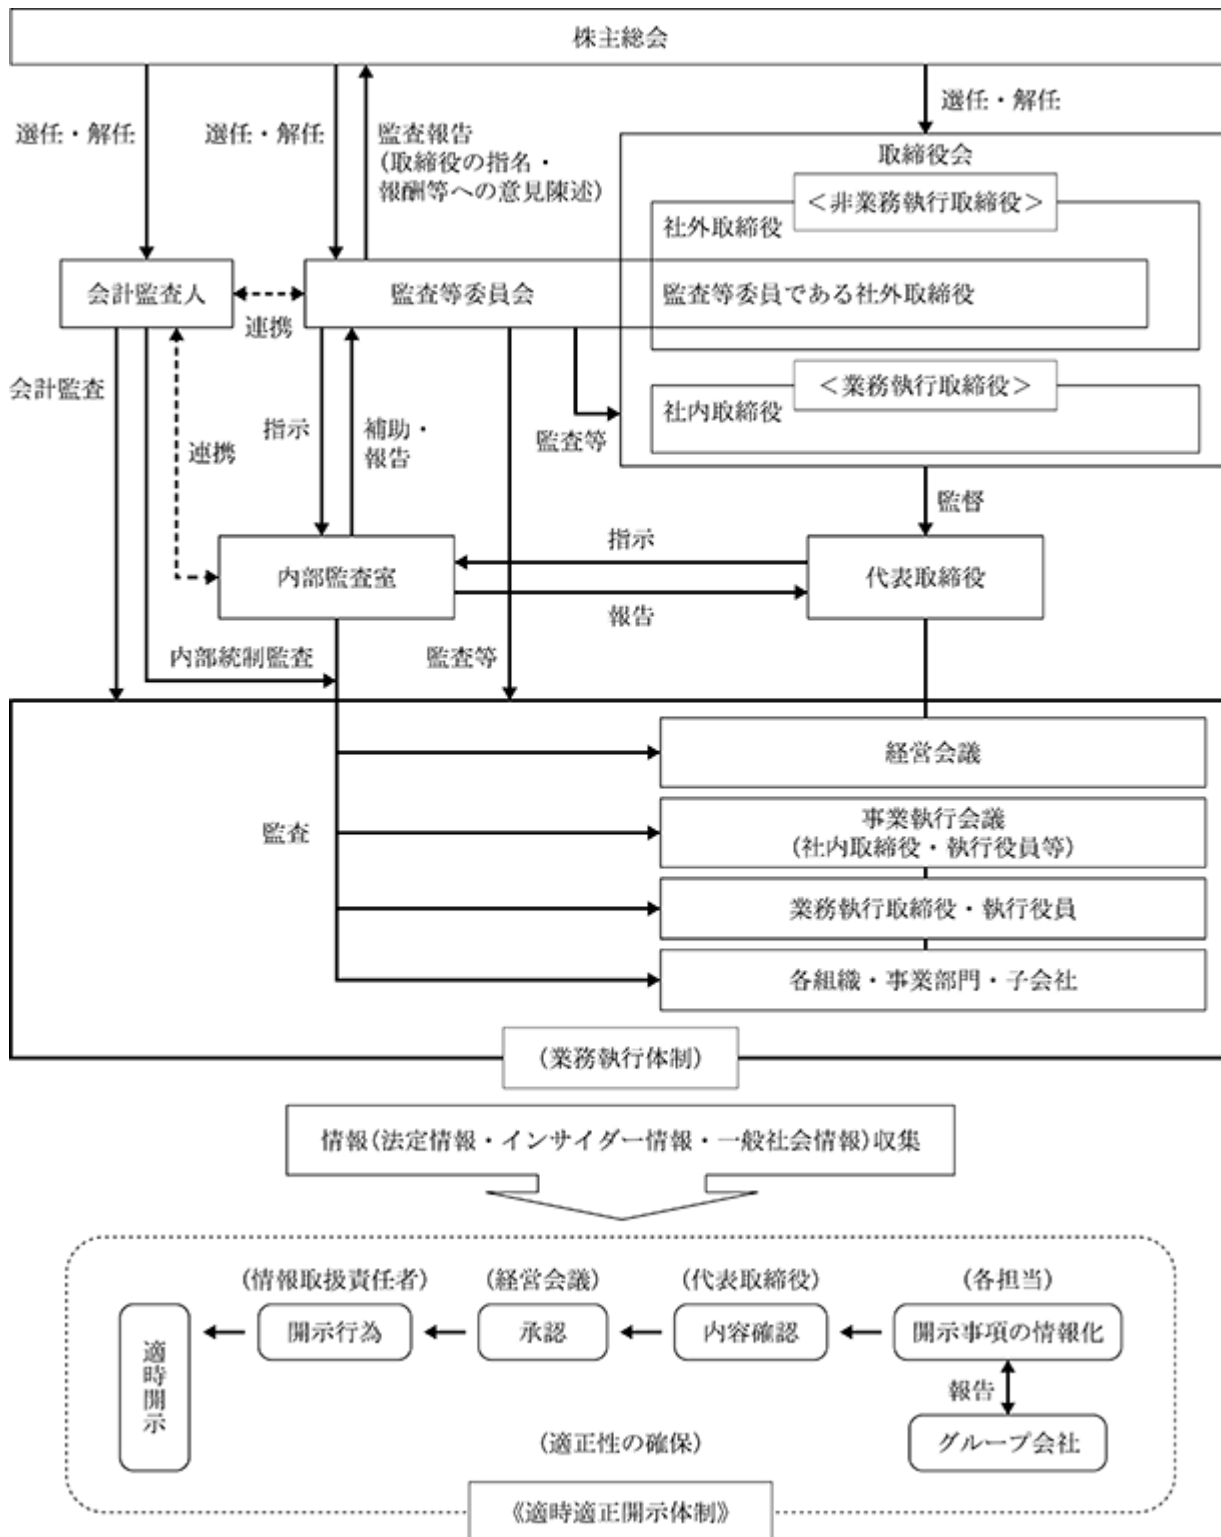 株主総会
選任・解任
選任・解任
監査報告
(取締役の指名・
報酬等への意見陳述)
選任・解任
取締役会
＜非業務執行取締役＞
社外取締役
会計監査人
連携
監査等委員会
監査等委員である社外取締役
＜業務執行取締役＞
社内取締役
会計監査
連携
指示
補助・
報告
監査等
監督
内部監査室
指示
報告
代表取締役
内部統制監査
監査等
経営会議
監査
事業執行会議
(社内取締役・執行役員等)
業務執行取締役・執行役員
各組織・事業部門・子会社
(業務執行体制)
情報(法定情報・インサイダー情報・一般社会情報)収集
(情報取扱責任者)
(経営会議)
(代表取締役)
(各担当)
適時開示
開示行為
承認
内容確認
開示事項の情報化
報告
グループ会社
(適正性の確保)
《適時適正開示体制》